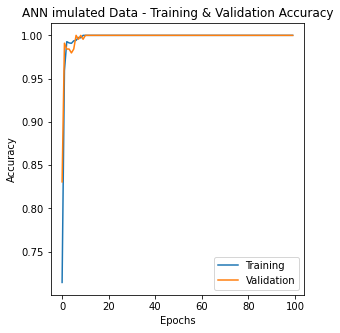 ANN imulated Data - Training & Validation Accuracy
1.00
0.95
0.90
0.85
0.80
0.75
Accuracy
0 20 40 60 80 100
Epochs
Training
Validation